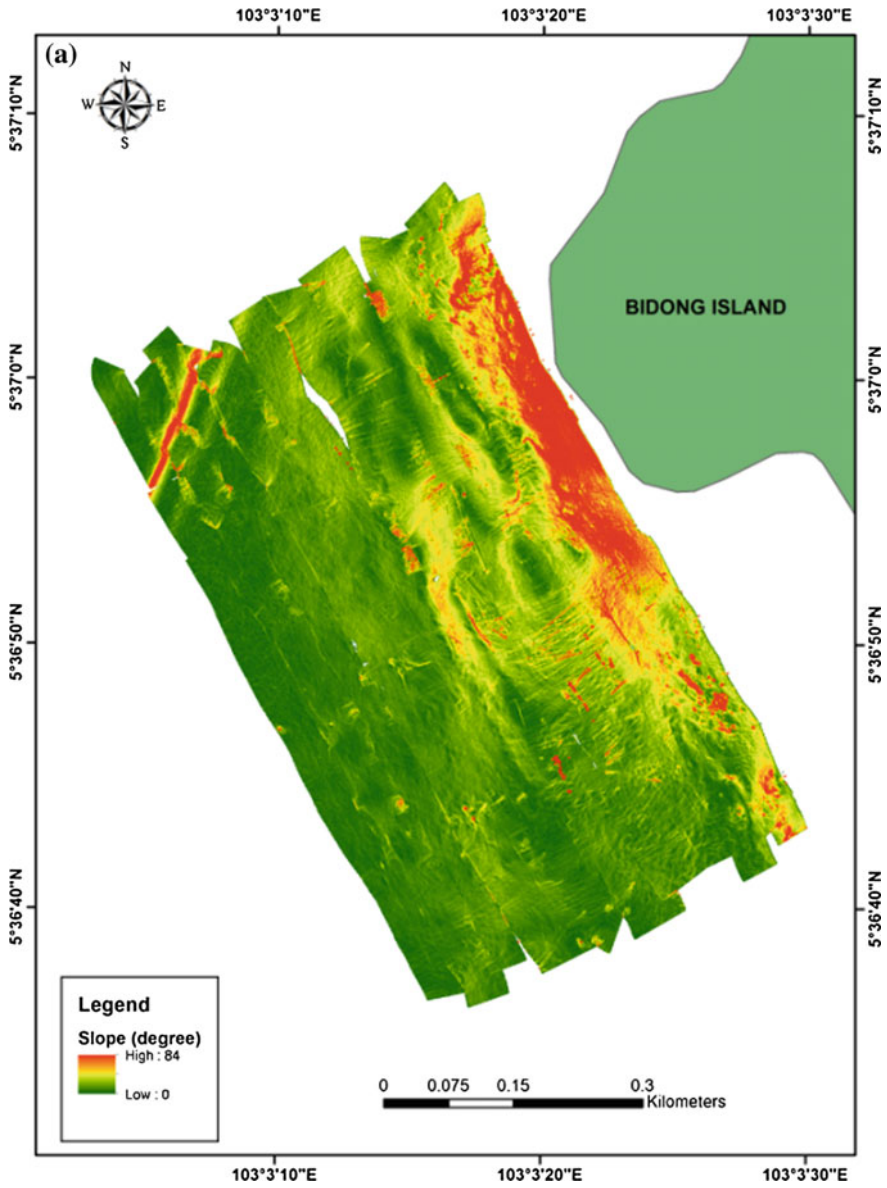 103°3'10"E 103°3'20"E 103°3'30"E
(a)
N
W E
S
5°37'10"N 5°37'10"N
BIDONG ISLAND
5°37'0"N 5°37'0"N
5°36'50"N 5°36'50"N
5°36'40"N 5°36'40"N
Legend
Slope (degree)
High : 84
Low : 0
0 0.075 0.15 0.3
Kilometers
103°3'10"E 103°3'20"E 103°3'30"E